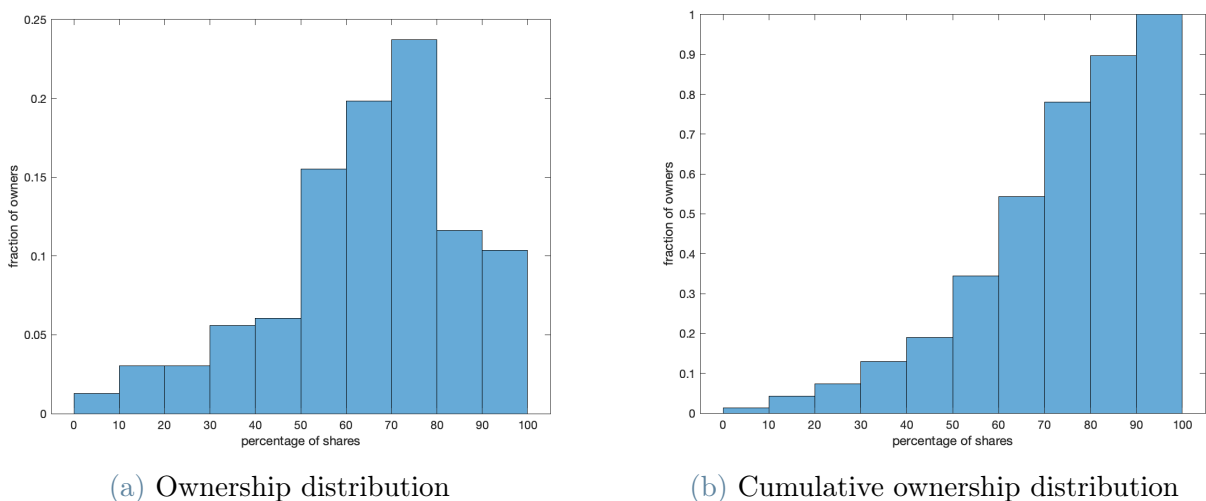 0.25
0.2
0.15
0.1
0.05
0
fraction of owners
0 10 20 30 40 50 60 70 80 90 100
percentage of shares
(a) Ownership distribution
1
0.9
0.8
0.7
0.6
0.5
0.4
0.3
0.2
0.1
0
fraction of owners
0 10 20 30 40 50 60 70 80 90 100
percentage of shares
(b) Cumulative ownership distribution